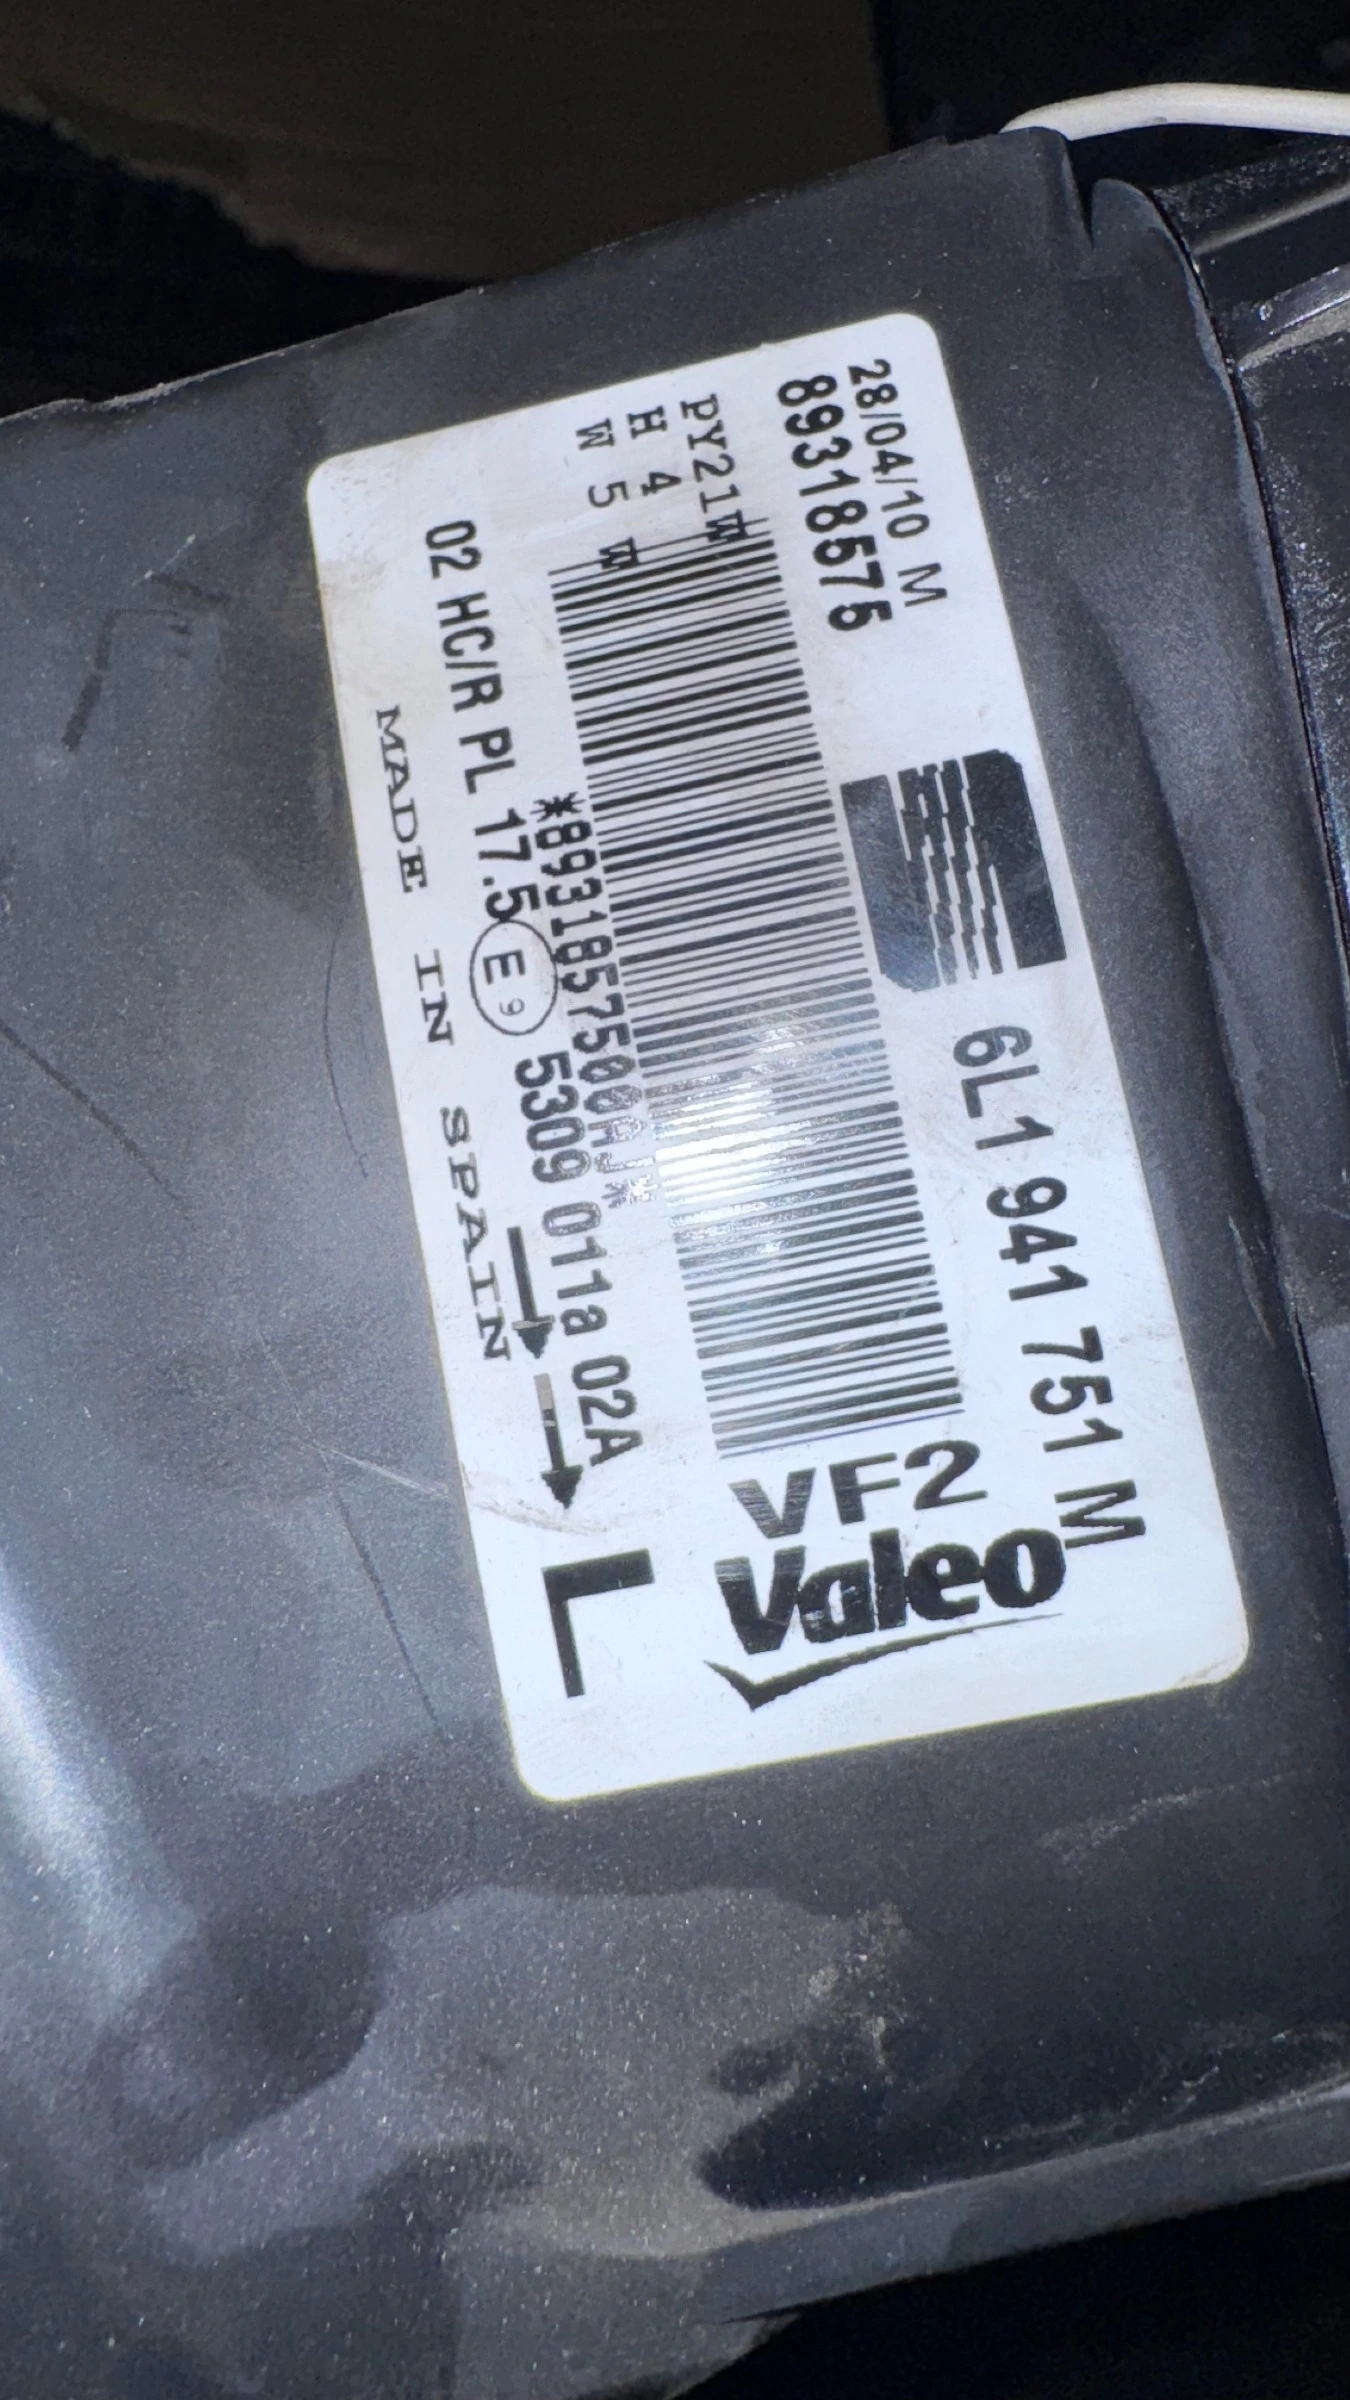 28/04/10 M
89318575
6L1 941 751 M
PY21W
H 4
W 5 W
*8931857500AJ*
VF2
Valeo
02 HC/R PL 17.5 E9 5309 011a 02A
MADE IN SPAIN
L